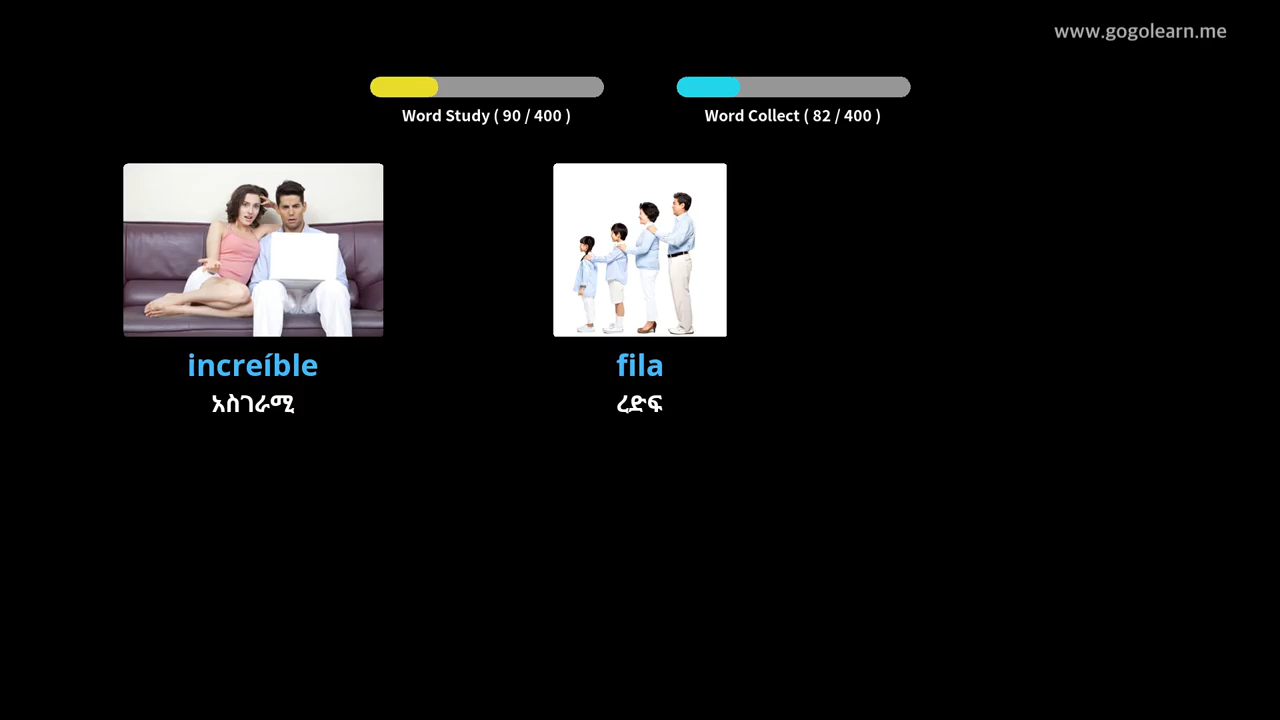 www.gogolearn.me
Word Study ( 90 / 400 )
Word Collect ( 82 / 400 )
increíble
አስገራሚ
fila
ረድፍ